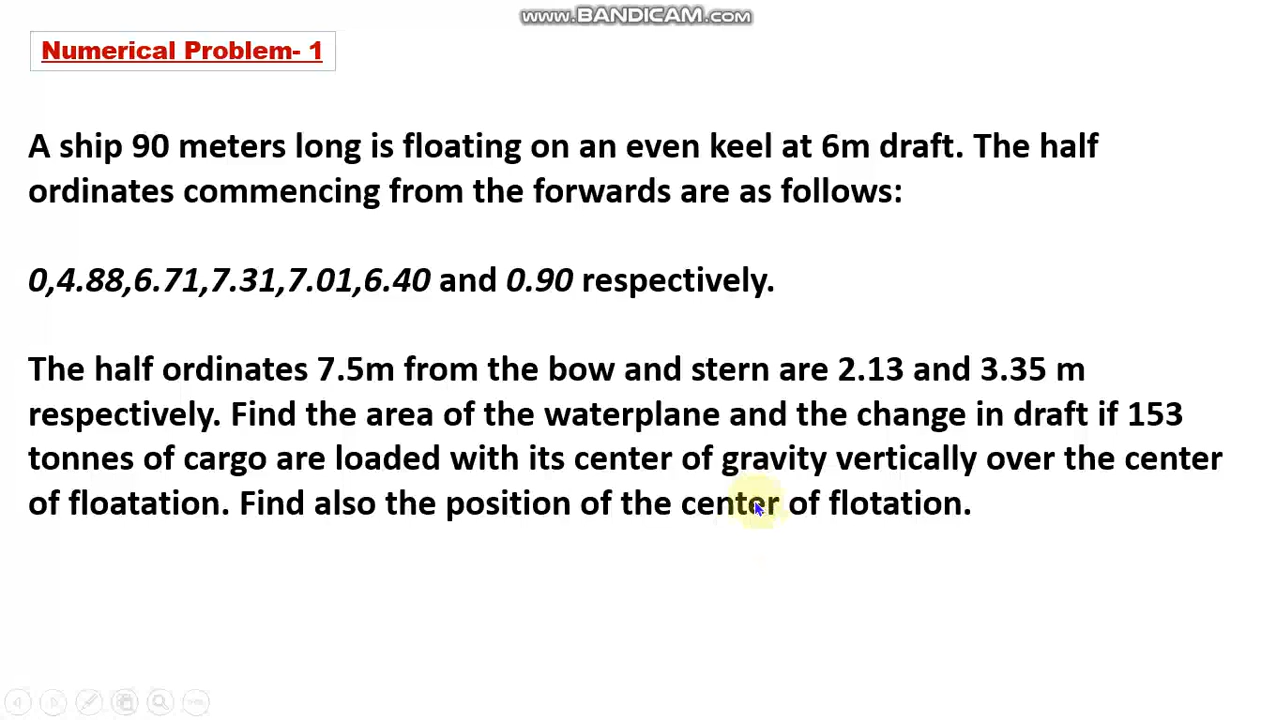 www.BANDICAM.com
Numerical Problem- 1
A ship 90 meters long is floating on an even keel at 6m draft. The half
ordinates commencing from the forwards are as follows:
0,4.88,6.71,7.31,7.01,6.40 and 0.90 respectively.
The half ordinates 7.5m from the bow and stern are 2.13 and 3.35 m
respectively. Find the area of the waterplane and the change in draft if 153
tonnes of cargo are loaded with its center of gravity vertically over the center
of floatation. Find also the position of the center of flotation.